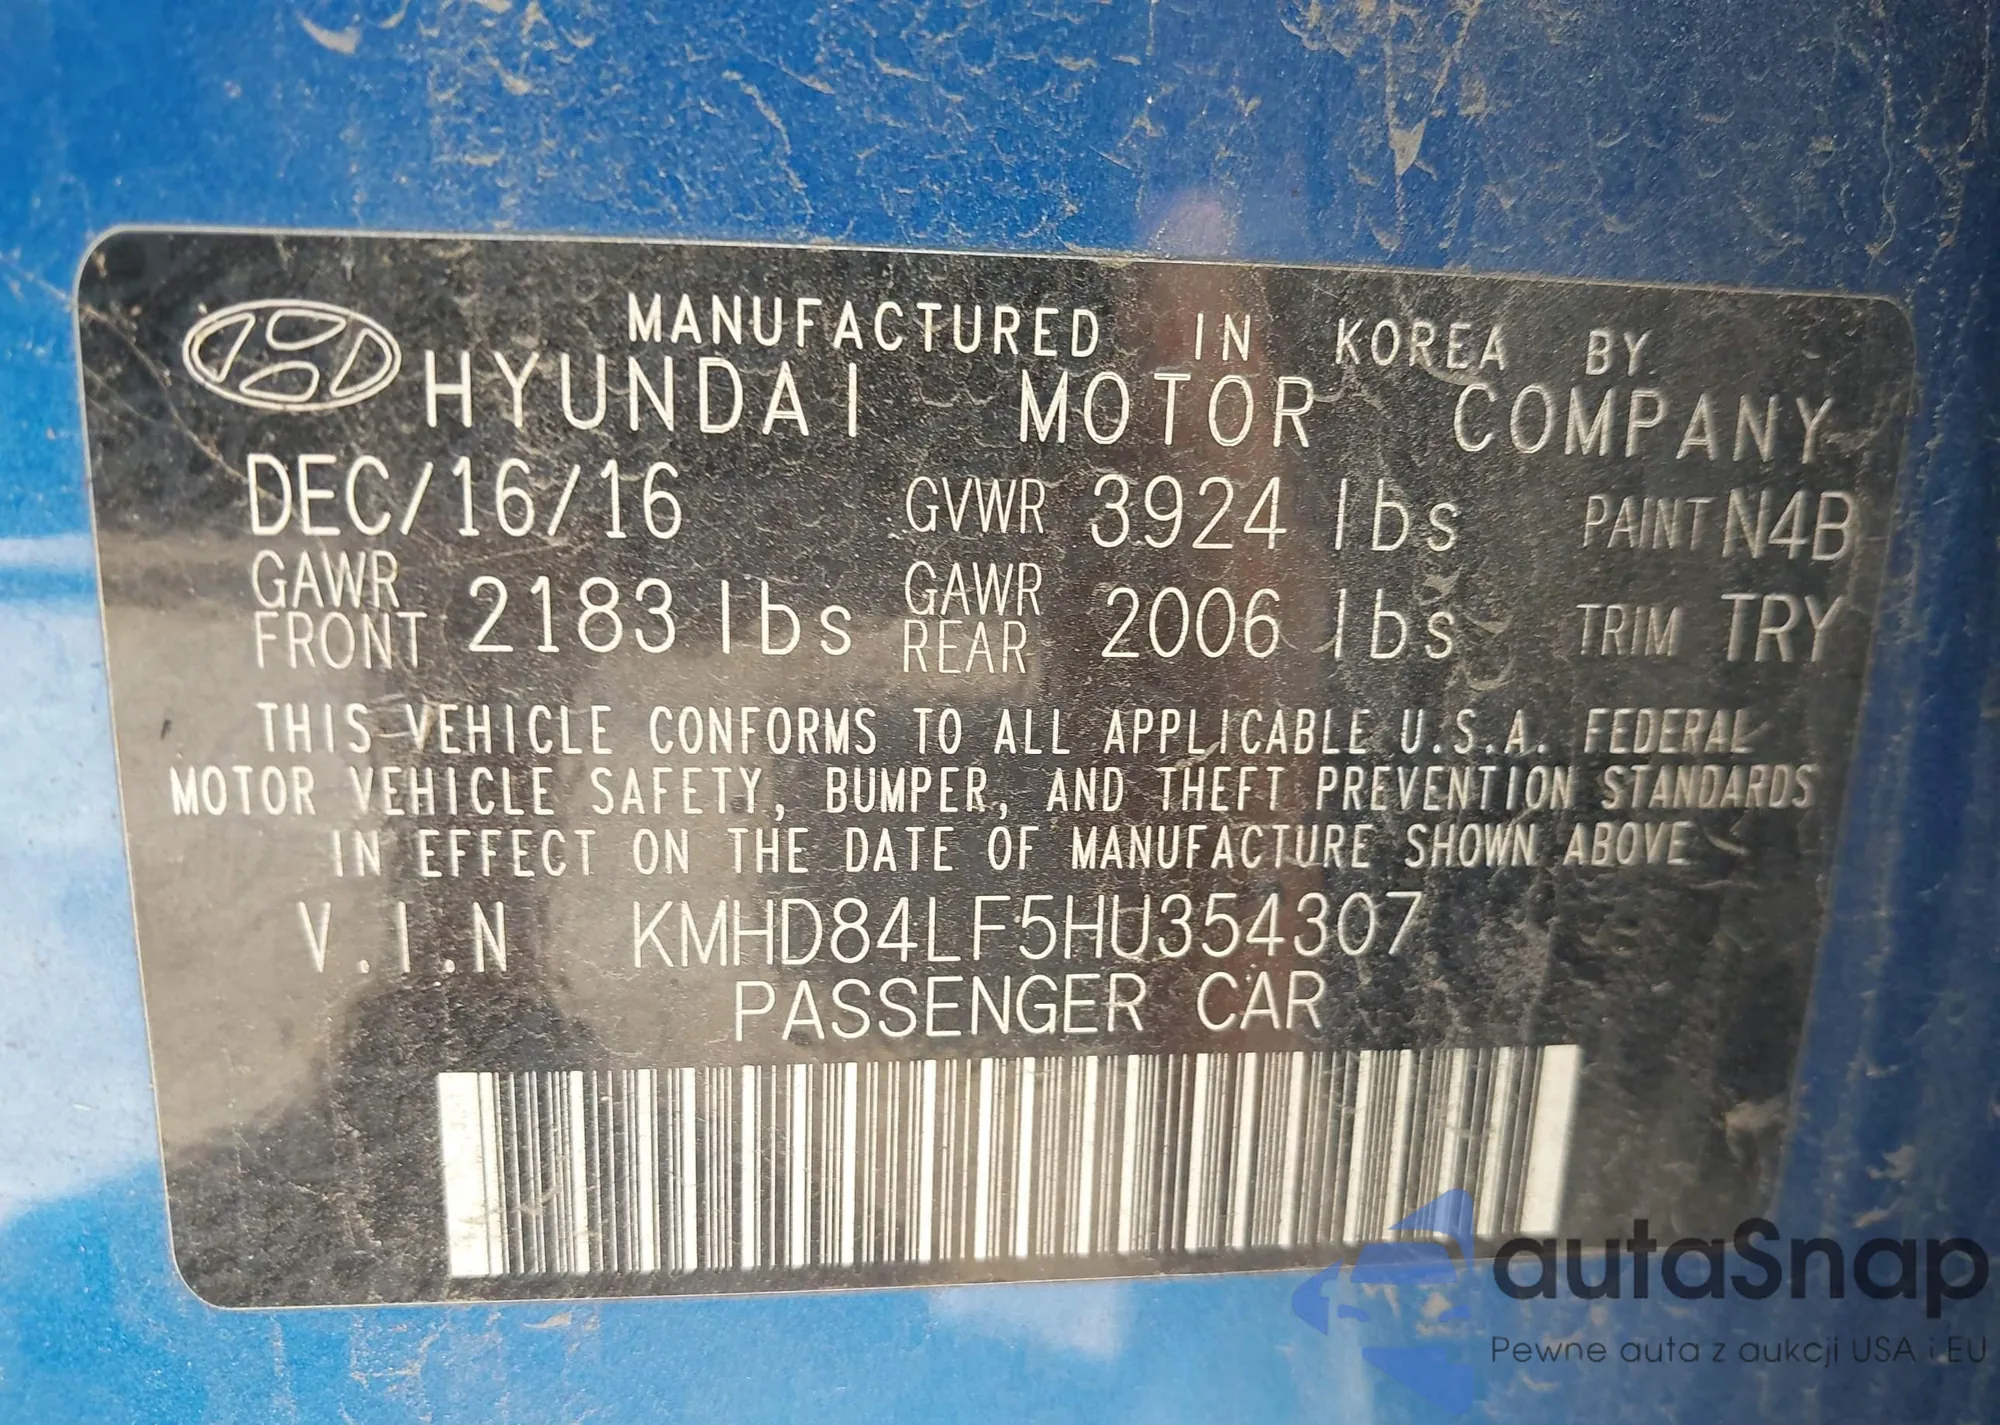 MANUFACTURED IN KOREA BY
HYUNDAI MOTOR COMPANY
DEC/16/16 GVWR 3924 lbs PAINT N4B
GAWR FRONT 2183 lbs GAWR REAR 2006 lbs TRIM TRY
THIS VEHICLE CONFORMS TO ALL APPLICABLE U.S.A. FEDERAL
MOTOR VEHICLE SAFETY, BUMPER, AND THEFT PREVENTION STANDARDS
IN EFFECT ON THE DATE OF MANUFACTURE SHOWN ABOVE
V.I.N KMHD84LF5HU354307
PASSENGER CAR
autaSnap
Pewne auta z aukcji USA i EU